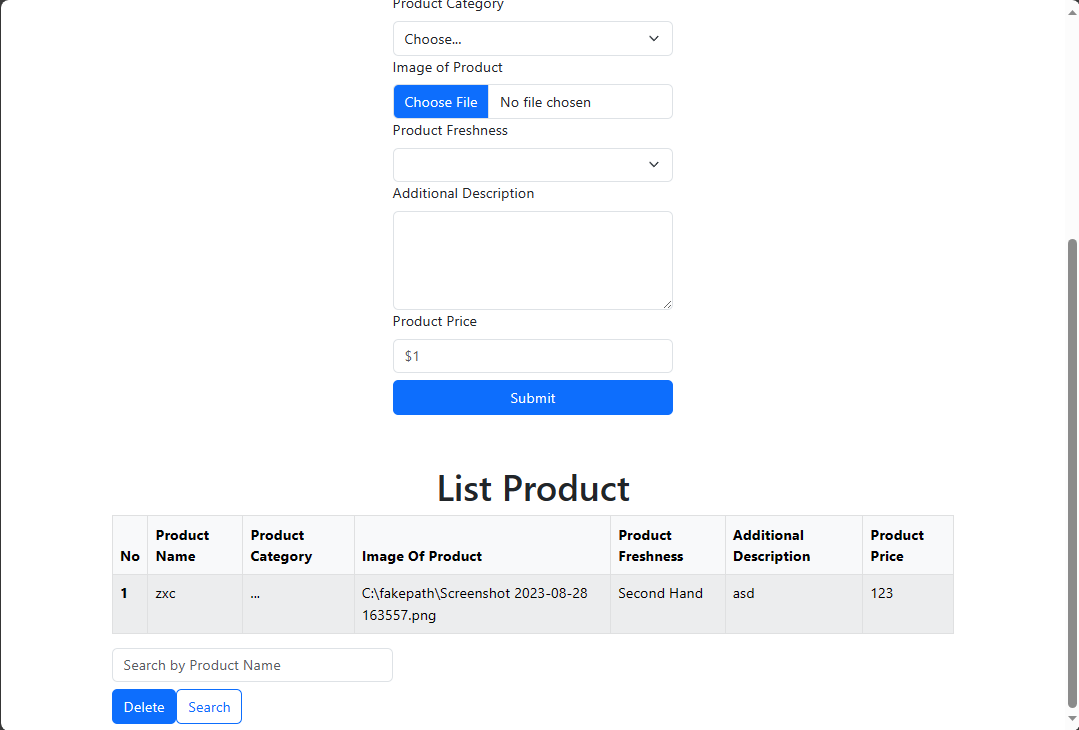 Product Category
Choose...
Image of Product
Choose File No file chosen
Product Freshness
Additional Description
Product Price
$1
Submit
List Product
No Product Name Product Category Image Of Product Product Freshness Additional Description Product Price
1 zxc ... C:\fakepath\Screenshot 2023-08-28 163557.png Second Hand asd 123
Search by Product Name
Delete Search